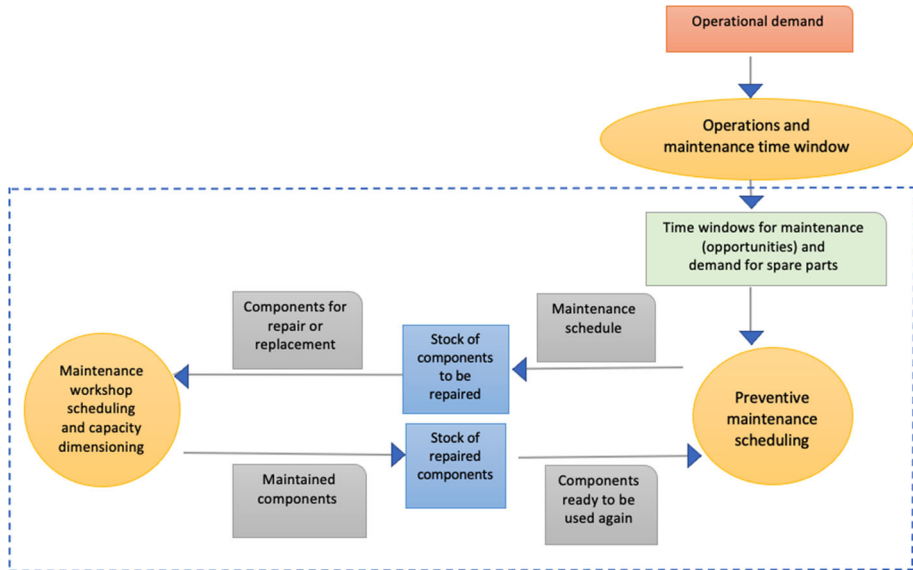 Operational demand
Operations and
maintenance time window
Time windows for maintenance
(opportunities) and
demand for spare parts
Components for
repair or
replacement
Maintenance
schedule
Stock of
components
to be
repaired
Maintenance
workshop
scheduling
and capacity
dimensioning
Preventive
maintenance
scheduling
Stock of
repaired
components
Maintained
components
Components
ready to be
used again